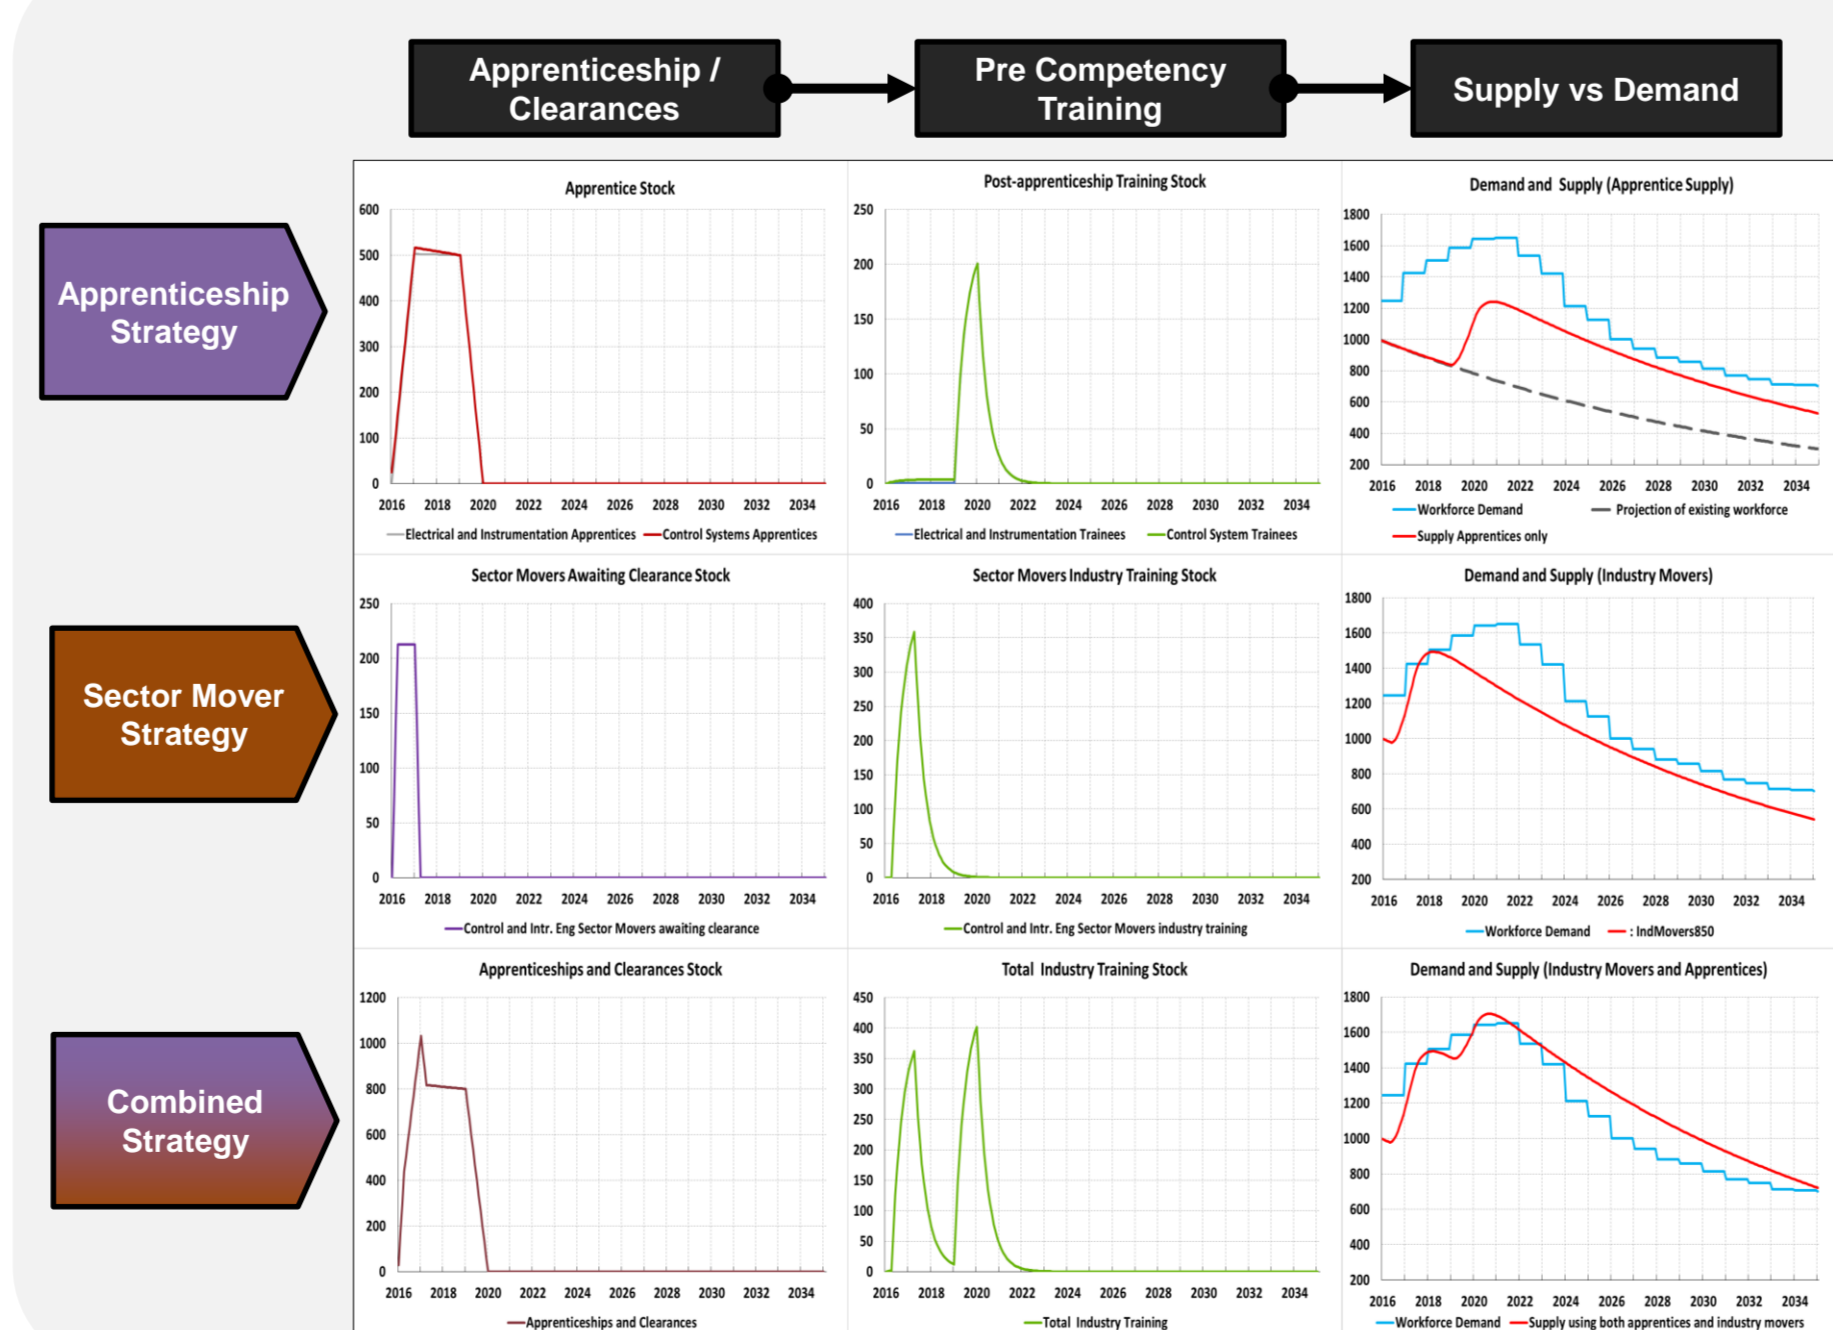 Apprenticeship /
Clearances
Pre Competency
Training
Supply vs Demand
Apprenticeship
Strategy
Apprentice Stock
600
500
400
300
200
100
0
2016 2018 2020 2022 2024 2026 2028 2030 2032 2034
Electrical and Instrumentation Apprentices Control Systems Apprentices
Post-apprenticeship Training Stock
250
200
150
100
50
0
2016 2018 2020 2022 2024 2026 2028 2030 2032 2034
Electrical and Instrumentation Trainees Control System Trainees
Demand and Supply (Apprentice Supply)
1800
1600
1400
1200
1000
800
600
400
200
2016 2018 2020 2022 2024 2026 2028 2030 2032 2034
Workforce Demand Projection of existing workforce
Supply Apprentices only
Sector Mover
Strategy
Sector Movers Awaiting Clearance Stock
250
200
150
100
50
0
2016 2018 2020 2022 2024 2026 2028 2030 2032 2034
Control and Intr. Eng Sector Movers awaiting clearance
Sector Movers Industry Training Stock
400
350
300
250
200
150
100
50
0
2016 2018 2020 2022 2024 2026 2028 2030 2032 2034
Control and Intr. Eng Sector Movers industry training
Demand and Supply (Industry Movers)
1800
1600
1400
1200
1000
800
600
400
200
2016 2018 2020 2022 2024 2026 2028 2030 2032 2034
Workforce Demand : IndMovers850
Combined
Strategy
Apprenticeships and Clearances Stock
1200
1000
800
600
400
200
0
2016 2018 2020 2022 2024 2026 2028 2030 2032 2034
Apprenticeships and Clearances
Total Industry Training Stock
450
400
350
300
250
200
150
100
50
0
2016 2018 2020 2022 2024 2026 2028 2030 2032 2034
Total Industry Training
Demand and Supply (Industry Movers and Apprentices)
1800
1600
1400
1200
1000
800
600
400
200
2016 2018 2020 2022 2024 2026 2028 2030 2032 2034
Workforce Demand Supply using both apprentices and industry movers